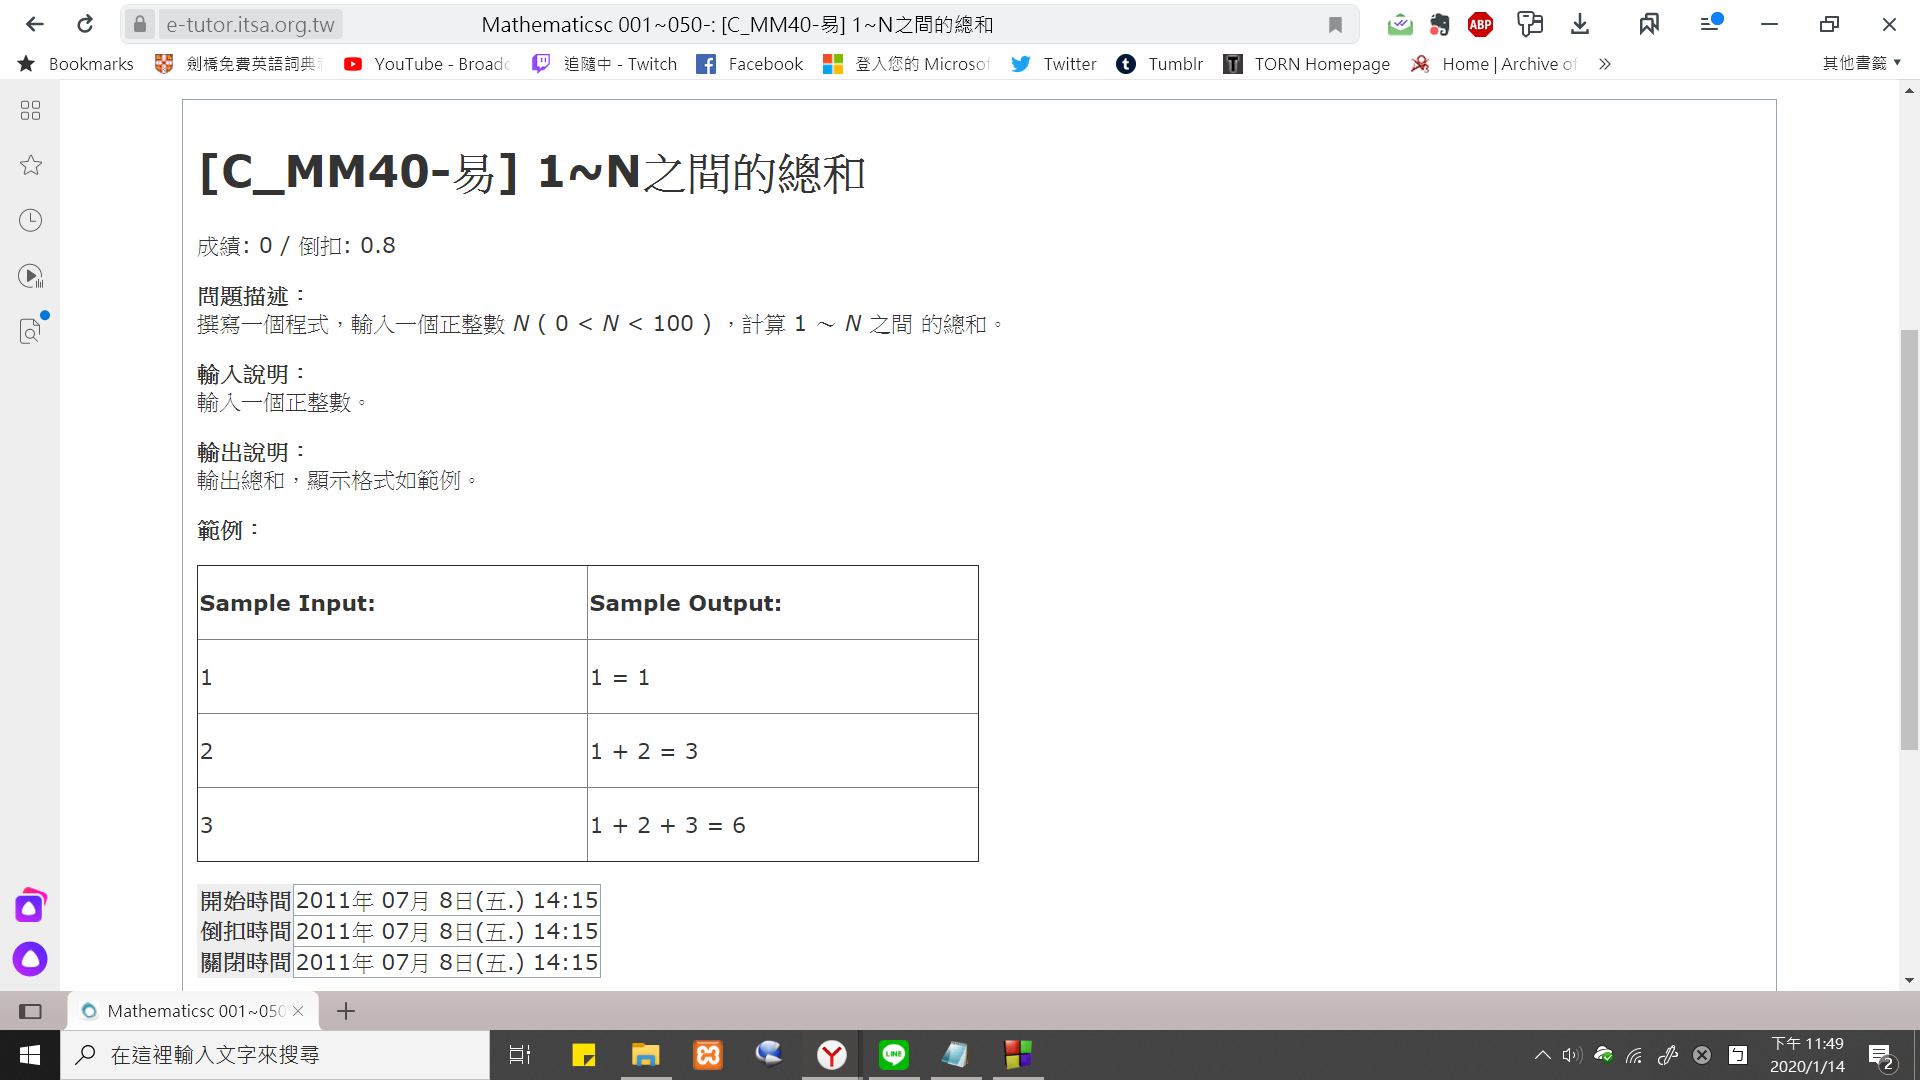 e-tutor.itsa.org.tw
Mathematicsc 001~050-: [C_MM40-易] 1~N之間的總和
ABP
Bookmarks
劍橋免費英語詞典
YouTube - Broadc
追隨中 - Twitch
Facebook
登入您的 Microsof
Twitter
Tumblr
TORN Homepage
Home | Archive of
其他書籤
[C_MM40-易] 1~N之間的總和
成績: 0 / 倒扣: 0.8
問題描述：
撰寫一個程式，輸入一個正整數 N ( 0 < N < 100 ) ，計算 1 ～ N 之間 的總和。
輸入說明：
輸入一個正整數。
輸出說明：
輸出總和，顯示格式如範例。
範例：
Sample Input: Sample Output:
1 1 = 1
2 1 + 2 = 3
3 1 + 2 + 3 = 6
開始時間 2011年 07月 8日(五.) 14:15
倒扣時間 2011年 07月 8日(五.) 14:15
關閉時間 2011年 07月 8日(五.) 14:15
Mathematicsc 001~050
在這裡輸入文字來搜尋
LINE
下午 11:49
2020/1/14
2